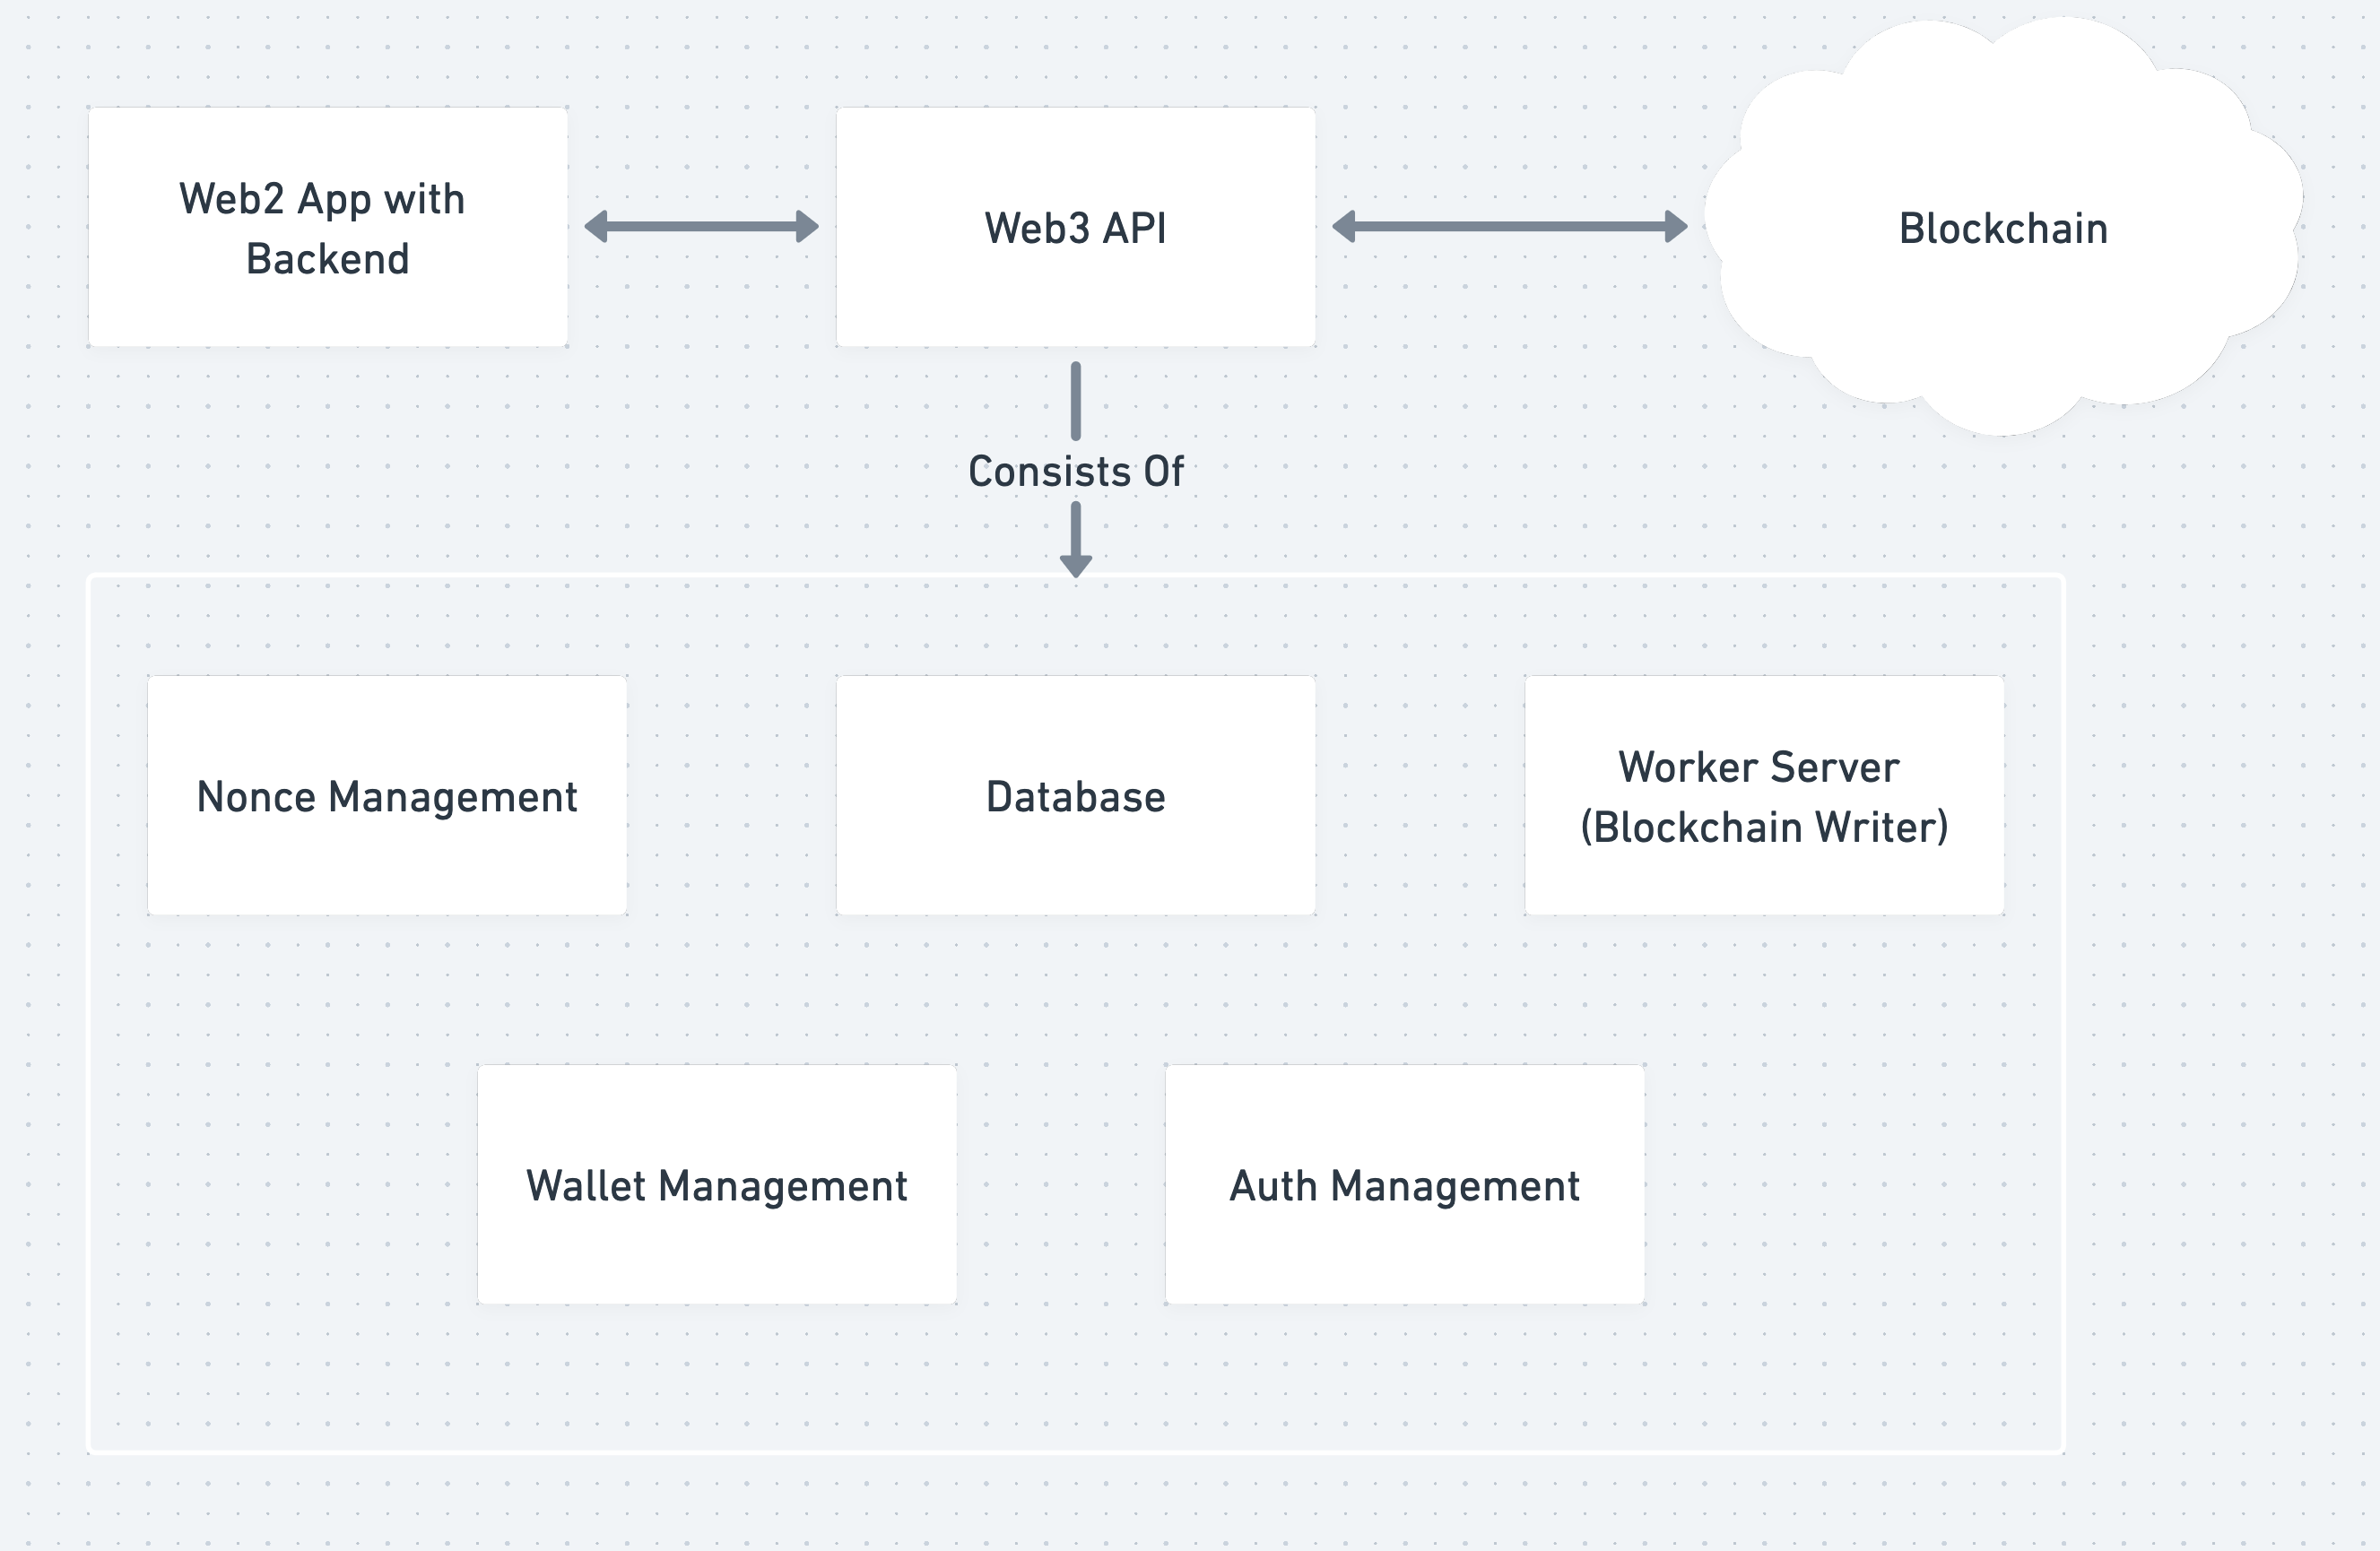 Web2 App with
Backend
Web3 API
Blockchain
Consists Of
Nonce Management
Database
Worker Server
(Blockchain Writer)
Wallet Management
Auth Management